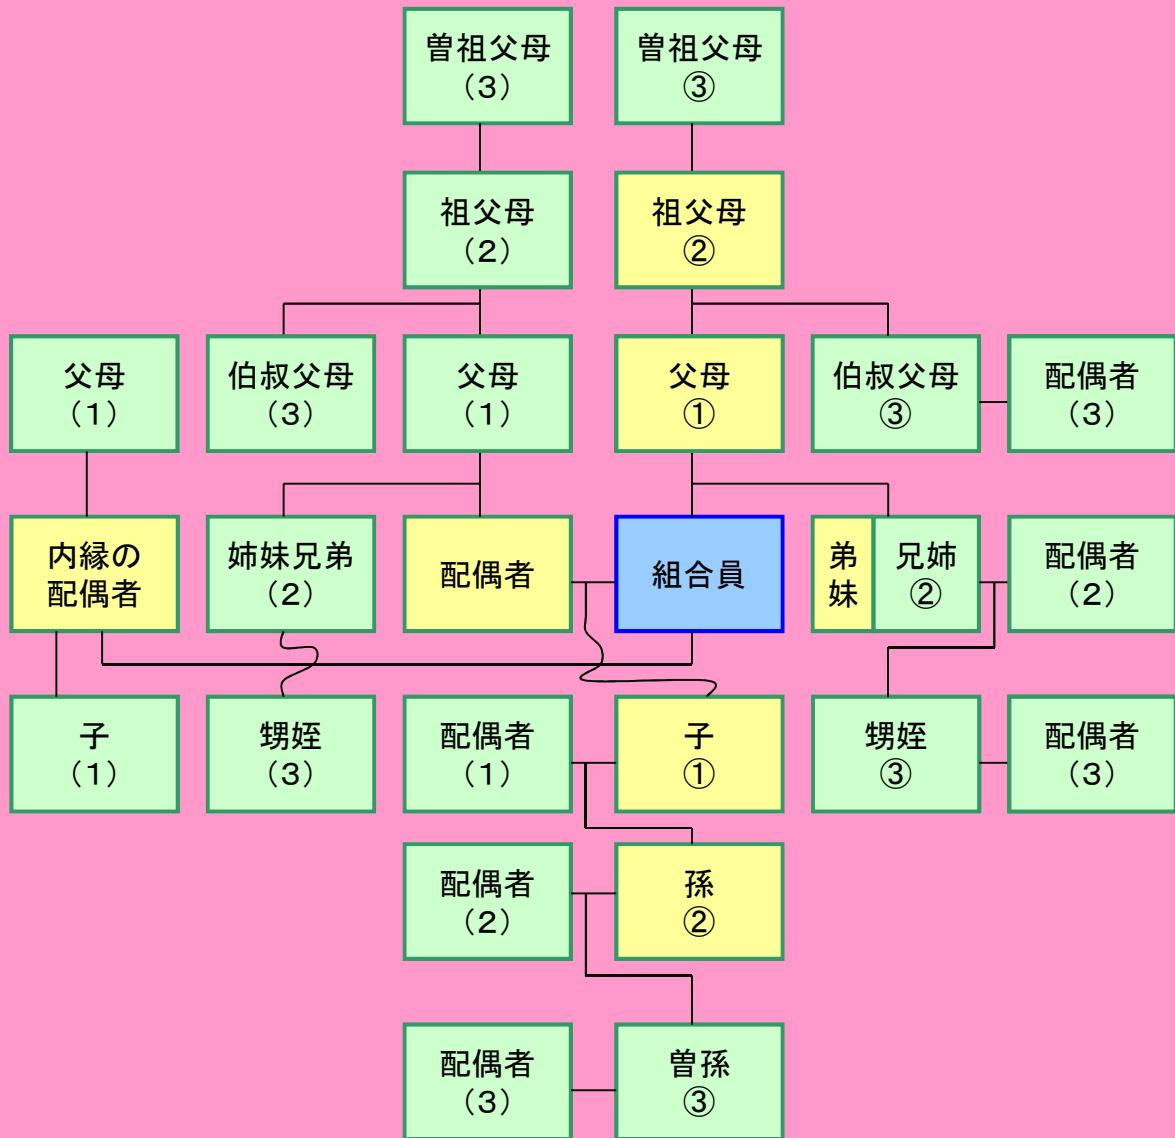 曽祖父母
（3）
曽祖父母
③
祖父母
（2）
祖父母
②
父母
（1）
伯叔父母
（3）
父母
（1）
父母
①
伯叔父母
③
配偶者
（3）
内縁の
配偶者
姉妹兄弟
（2）
配偶者
組合員
弟
妹
兄姉
②
配偶者
（2）
子
（1）
甥姪
（3）
配偶者
（1）
子
①
甥姪
③
配偶者
（3）
配偶者
（2）
孫
②
配偶者
（3）
曽孫
③